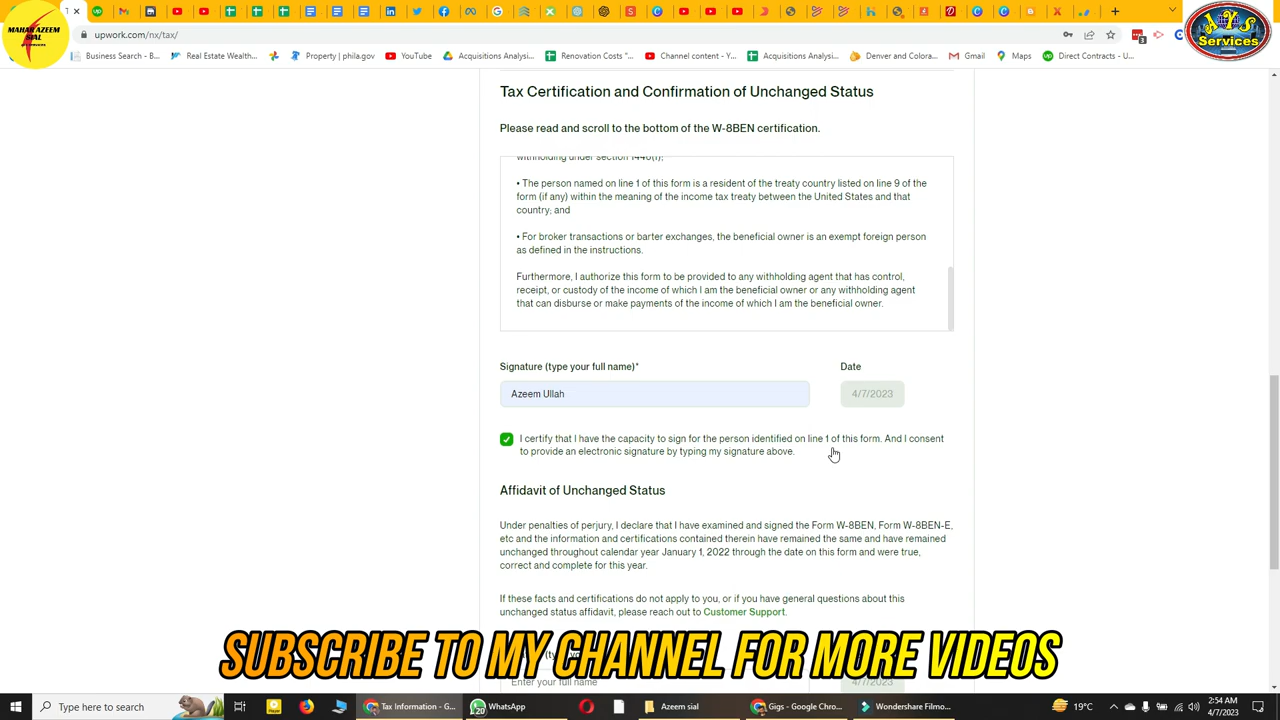 MAHAR AZEEM
SIAL
upwork.com/nx/tax/
A Y S
Services
Business Search - B...
Real Estate Wealth...
Property | phila.gov
YouTube
Acquisitions Analysi...
Renovation Costs "...
Channel content - Y...
Acquisitions Analysi...
Denver and Colora...
Gmail
Maps
Direct Contracts - U...
Tax Certification and Confirmation of Unchanged Status
Please read and scroll to the bottom of the W-8BEN certification.
withholding under section 1446(f);
• The person named on line 1 of this form is a resident of the treaty country listed on line 9 of the
form (if any) within the meaning of the income tax treaty between the United States and that
country; and
• For broker transactions or barter exchanges, the beneficial owner is an exempt foreign person
as defined in the instructions.
Furthermore, I authorize this form to be provided to any withholding agent that has control,
receipt, or custody of the income of which I am the beneficial owner or any withholding agent
that can disburse or make payments of the income of which I am the beneficial owner.
Signature (type your full name)*
Date
Azeem Ullah
4/7/2023
I certify that I have the capacity to sign for the person identified on line 1 of this form. And I consent
to provide an electronic signature by typing my signature above.
Affidavit of Unchanged Status
Under penalties of perjury, I declare that I have examined and signed the Form W-8BEN, Form W-8BEN-E,
etc and the information and certifications contained therein have remained the same and have remained
unchanged throughout calendar year January 1, 2022 through the date on this form and were true,
correct and complete for this year.
If these facts and certifications do not apply to you, or if you have general questions about this
unchanged status affidavit, please reach out to Customer Support.
SUBSCRIBE TO MY CHANNEL FOR MORE VIDEOS
Enter your full name
4/7/2023
Type here to search
Tax Information - G...
WhatsApp
Azeem sial
Gigs - Google Chro...
Wondershare Filmo...
19°C
2:54 AM
4/7/2023